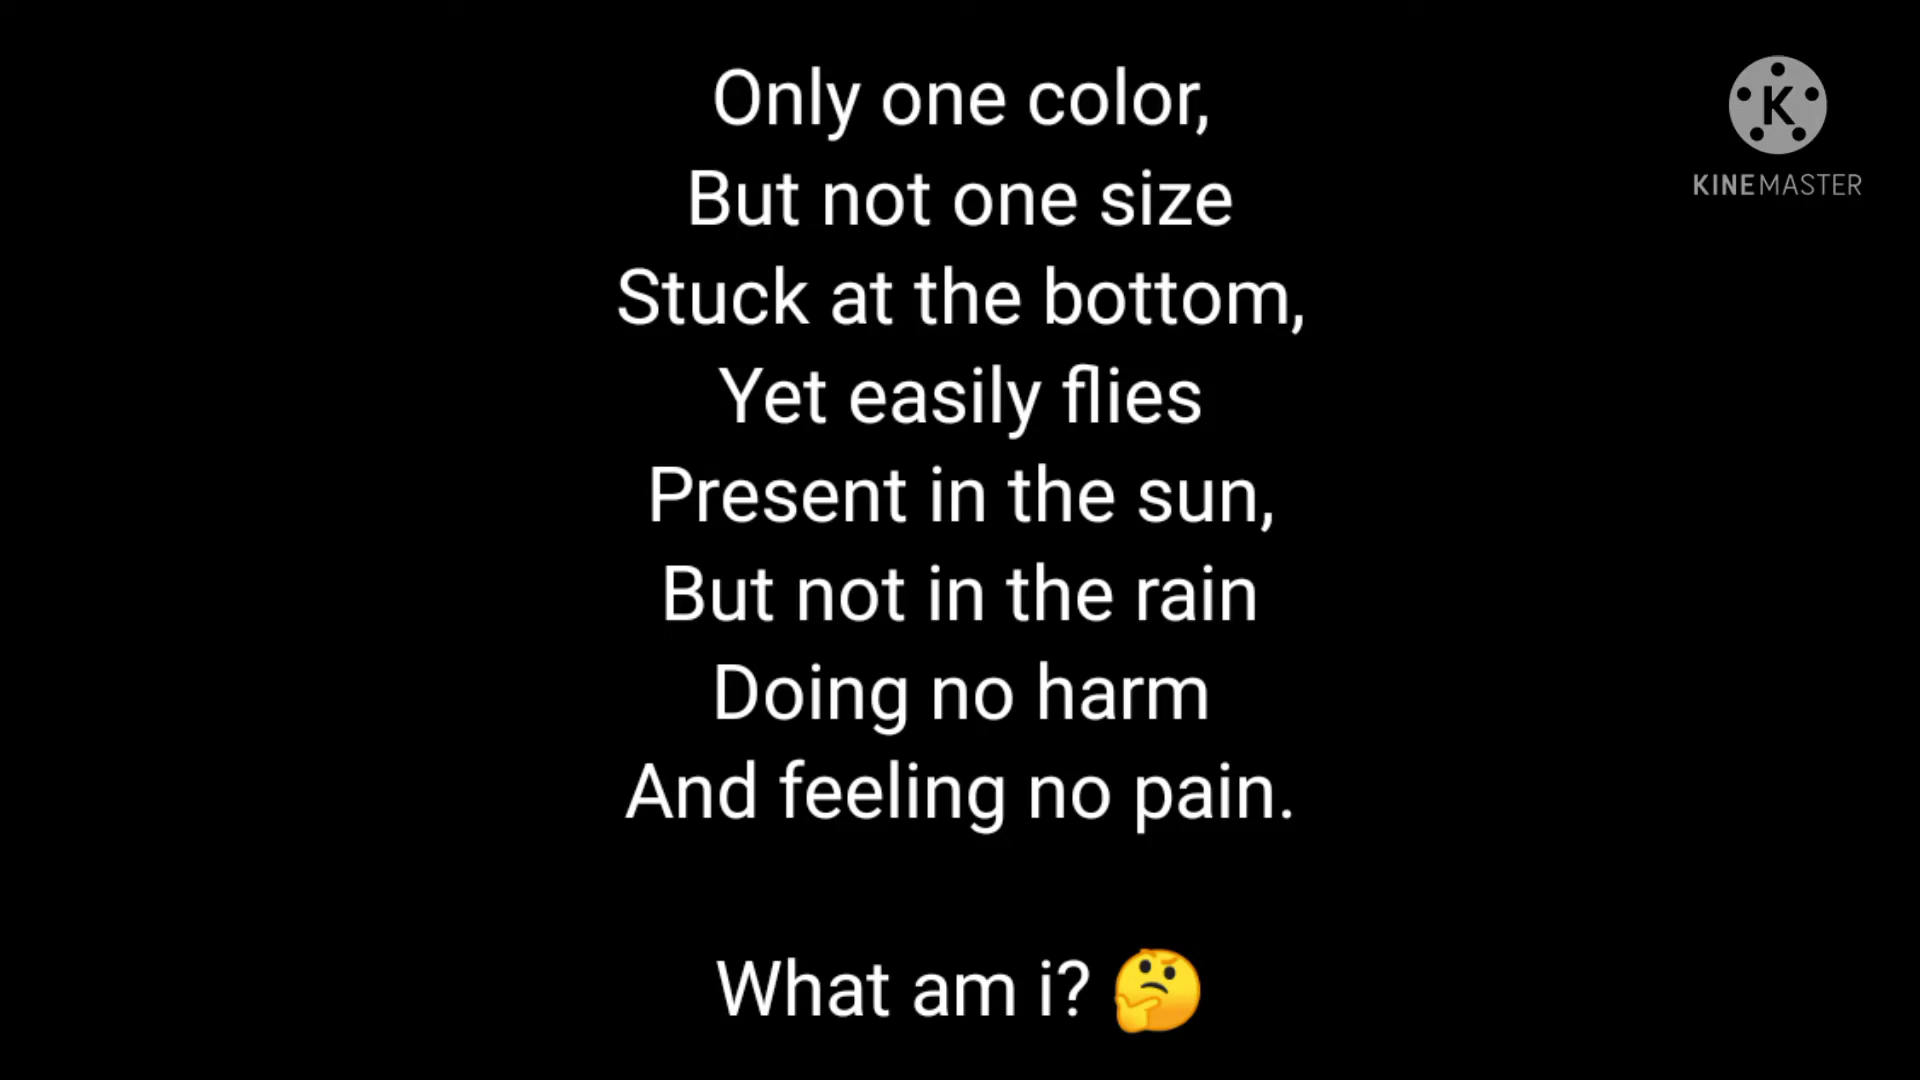 Only one color,
But not one size
Stuck at the bottom,
Yet easily flies
Present in the sun,
But not in the rain
Doing no harm
And feeling no pain.
What am i? 🤔
K
KINEMASTER